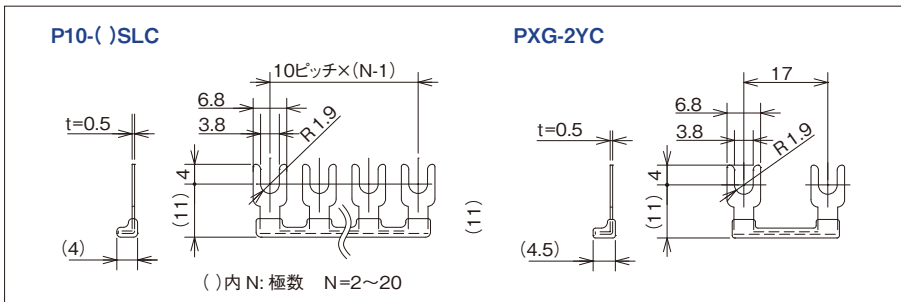 P10-( )SLC
10ピッチ×(N-1)
6.8
t=0.5
3.8
R1.9
4
(11)
(4)
( )内 N: 極数 N=2～20
(11)
PXG-2YC
17
6.8
t=0.5
3.8
R1.9
4
(11)
(4.5)